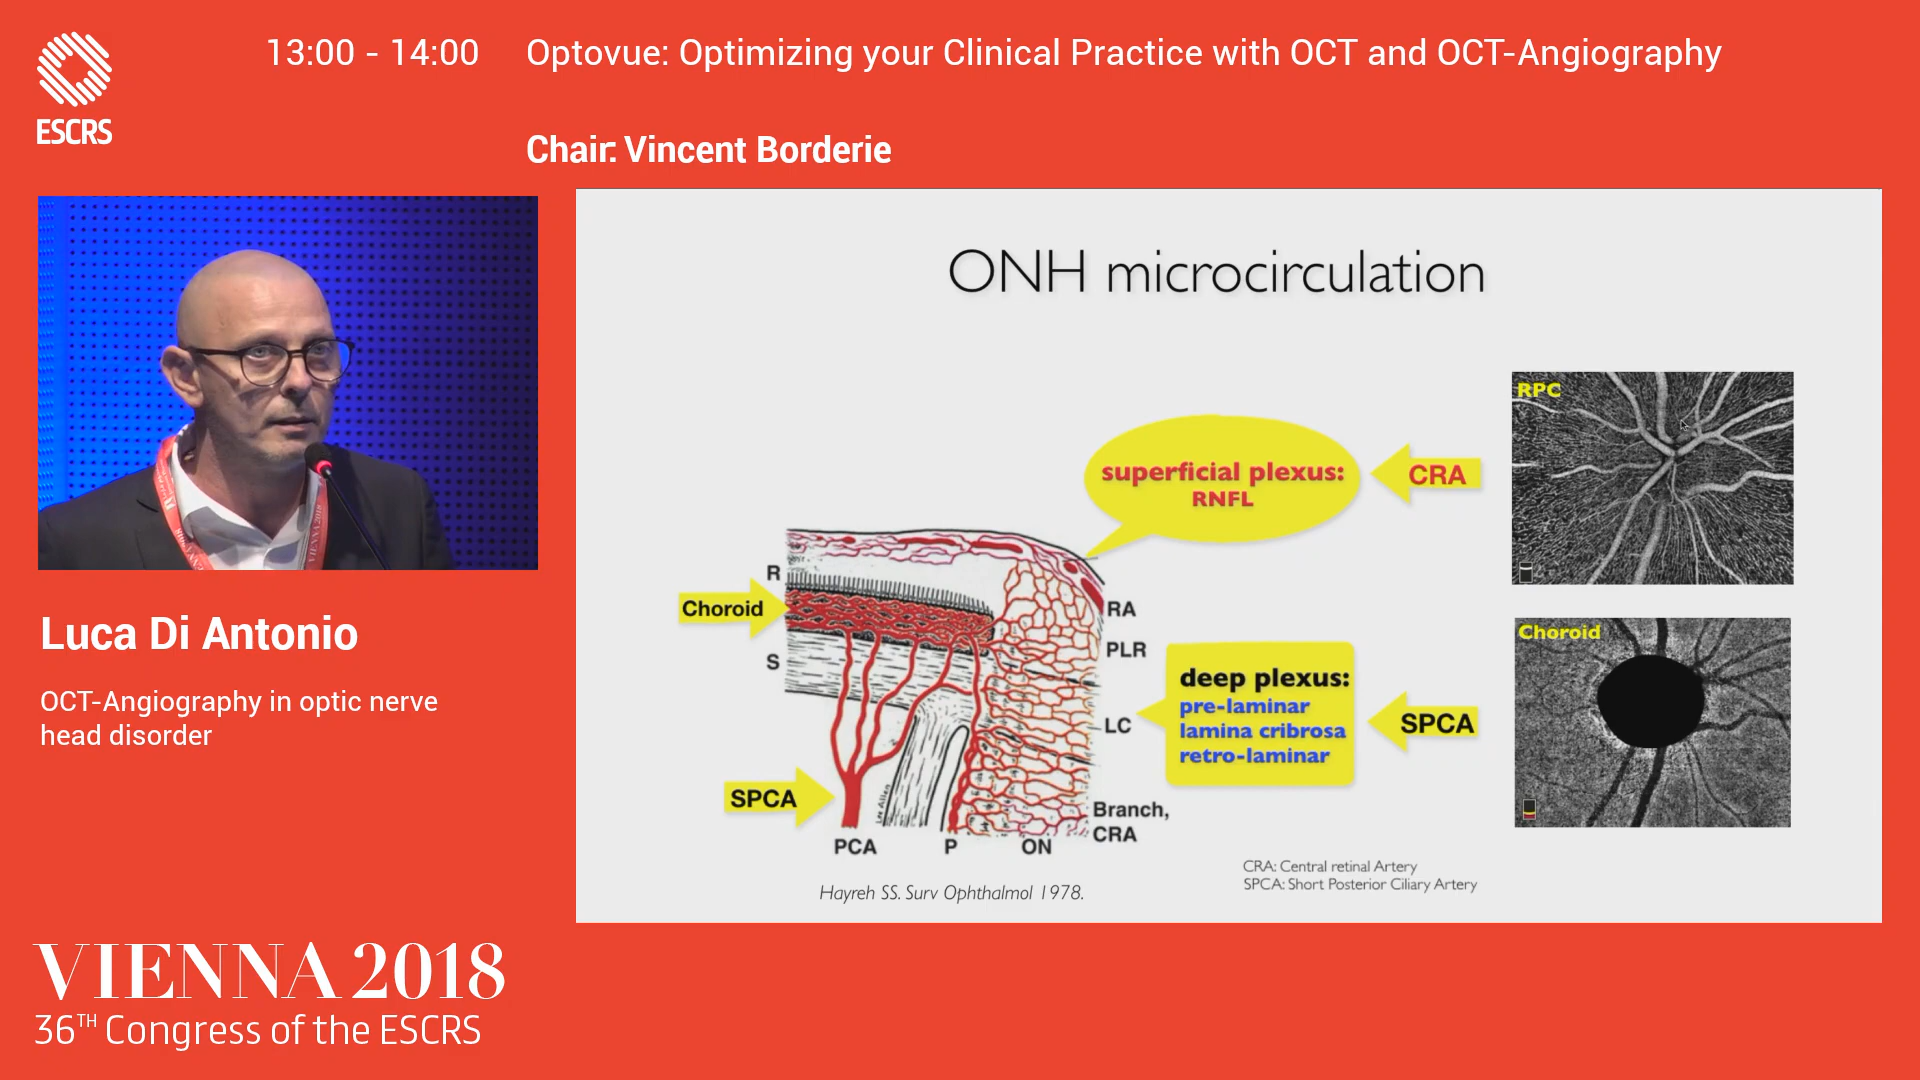 ESCRS
13:00 - 14:00 Optovue: Optimizing your Clinical Practice with OCT and OCT-Angiography
Chair: Vincent Borderie
Luca Di Antonio
OCT-Angiography in optic nerve
head disorder
VIENNA 2018
36TH Congress of the ESCRS
ONH microcirculation
superficial plexus:
RNFL
CRA
RPC
R
Choroid
S
SPCA
RA
PLR
LC
Branch,
CRA
PCA
P
ON
deep plexus:
pre-laminar
lamina cribrosa
retro-laminar
SPCA
Choroid
CRA: Central retinal Artery
SPCA: Short Posterior Ciliary Artery
Hayreh SS. Surv Ophthalmol 1978.
VIENNA 2018